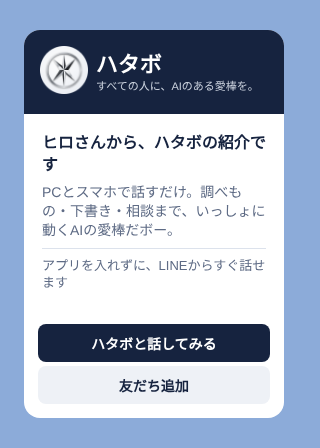 ハタボ
すべての人に、AIのある愛棒を。
ヒロさんから、ハタボの紹介で
す
PCとスマホで話すだけ。調べも
の・下書き・相談まで、いっしょに
動くAIの愛棒だボー。
アプリを入れずに、LINEからすぐ話せ
ます
ハタボと話してみる
友だち追加